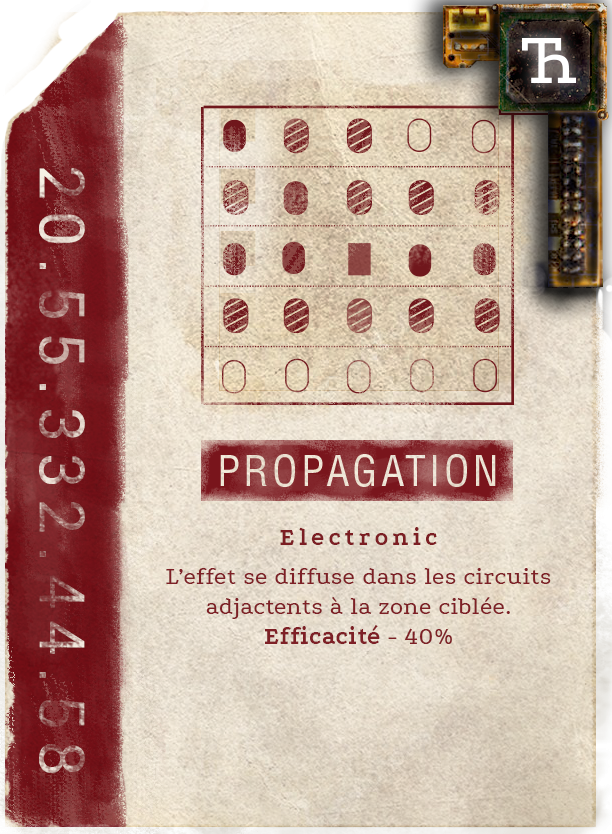 Ћ
20.55.332.44.58
PROPAGATION
Electronic
L'effet se diffuse dans les circuits
adjactents à la zone ciblée.
Efficacité - 40%